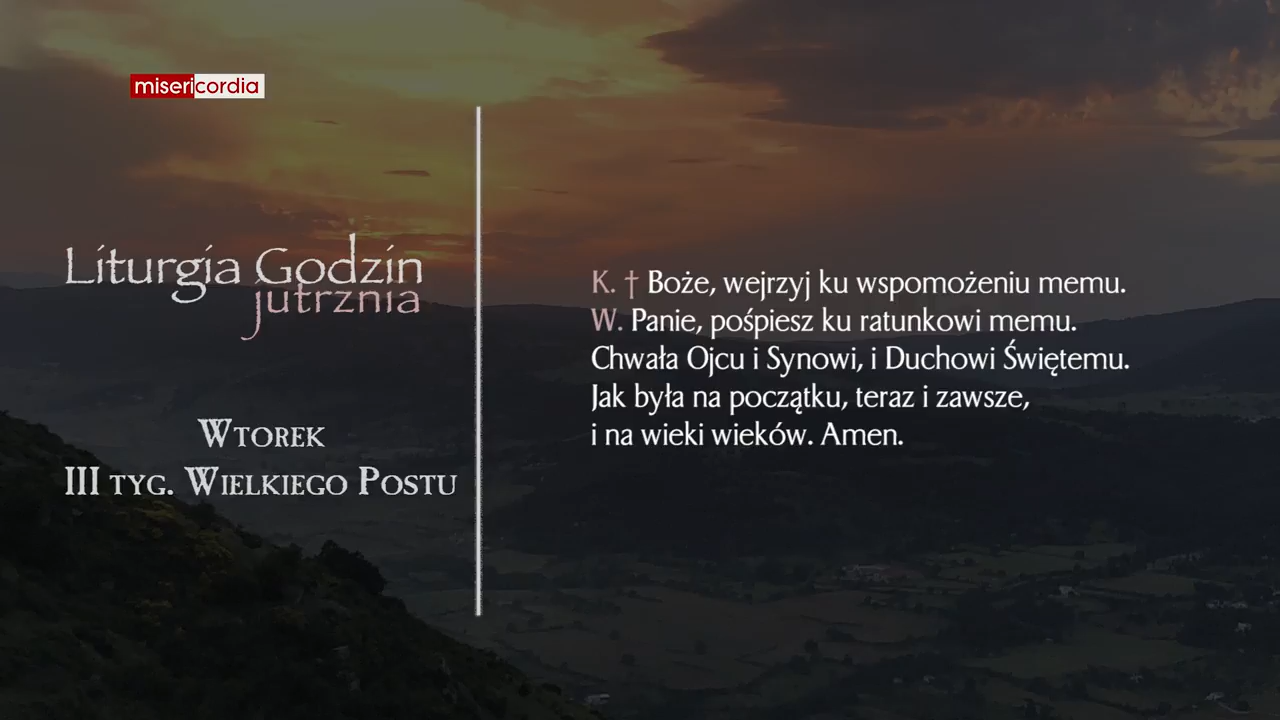 misericordia
Liturgia Godzin
jutrznia
Wtorek
III tyg. Wielkiego Postu
K. † Boże, wejrzyj ku wspomożeniu memu.
W. Panie, pośpiesz ku ratunkowi memu.
Chwała Ojcu i Synowi, i Duchowi Świętemu.
Jak była na początku, teraz i zawsze,
i na wieki wieków. Amen.